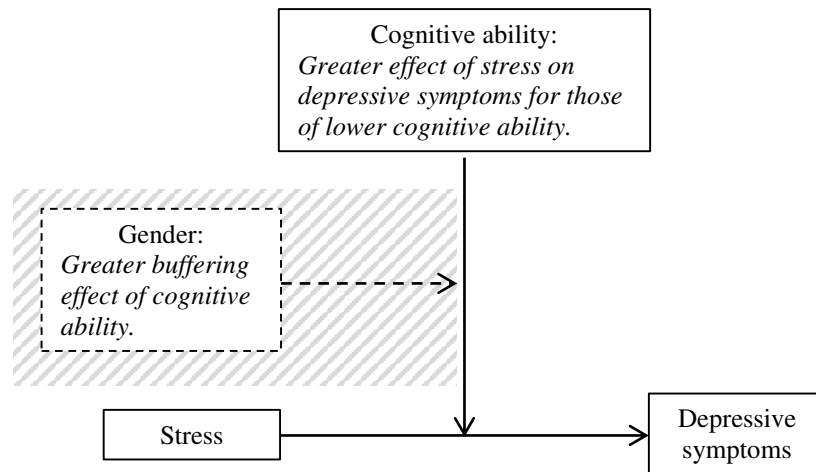 Cognitive ability:
Greater effect of stress on
depressive symptoms for those
of lower cognitive ability.
Gender:
Greater buffering
effect of cognitive
ability.
Stress
Depressive
symptoms